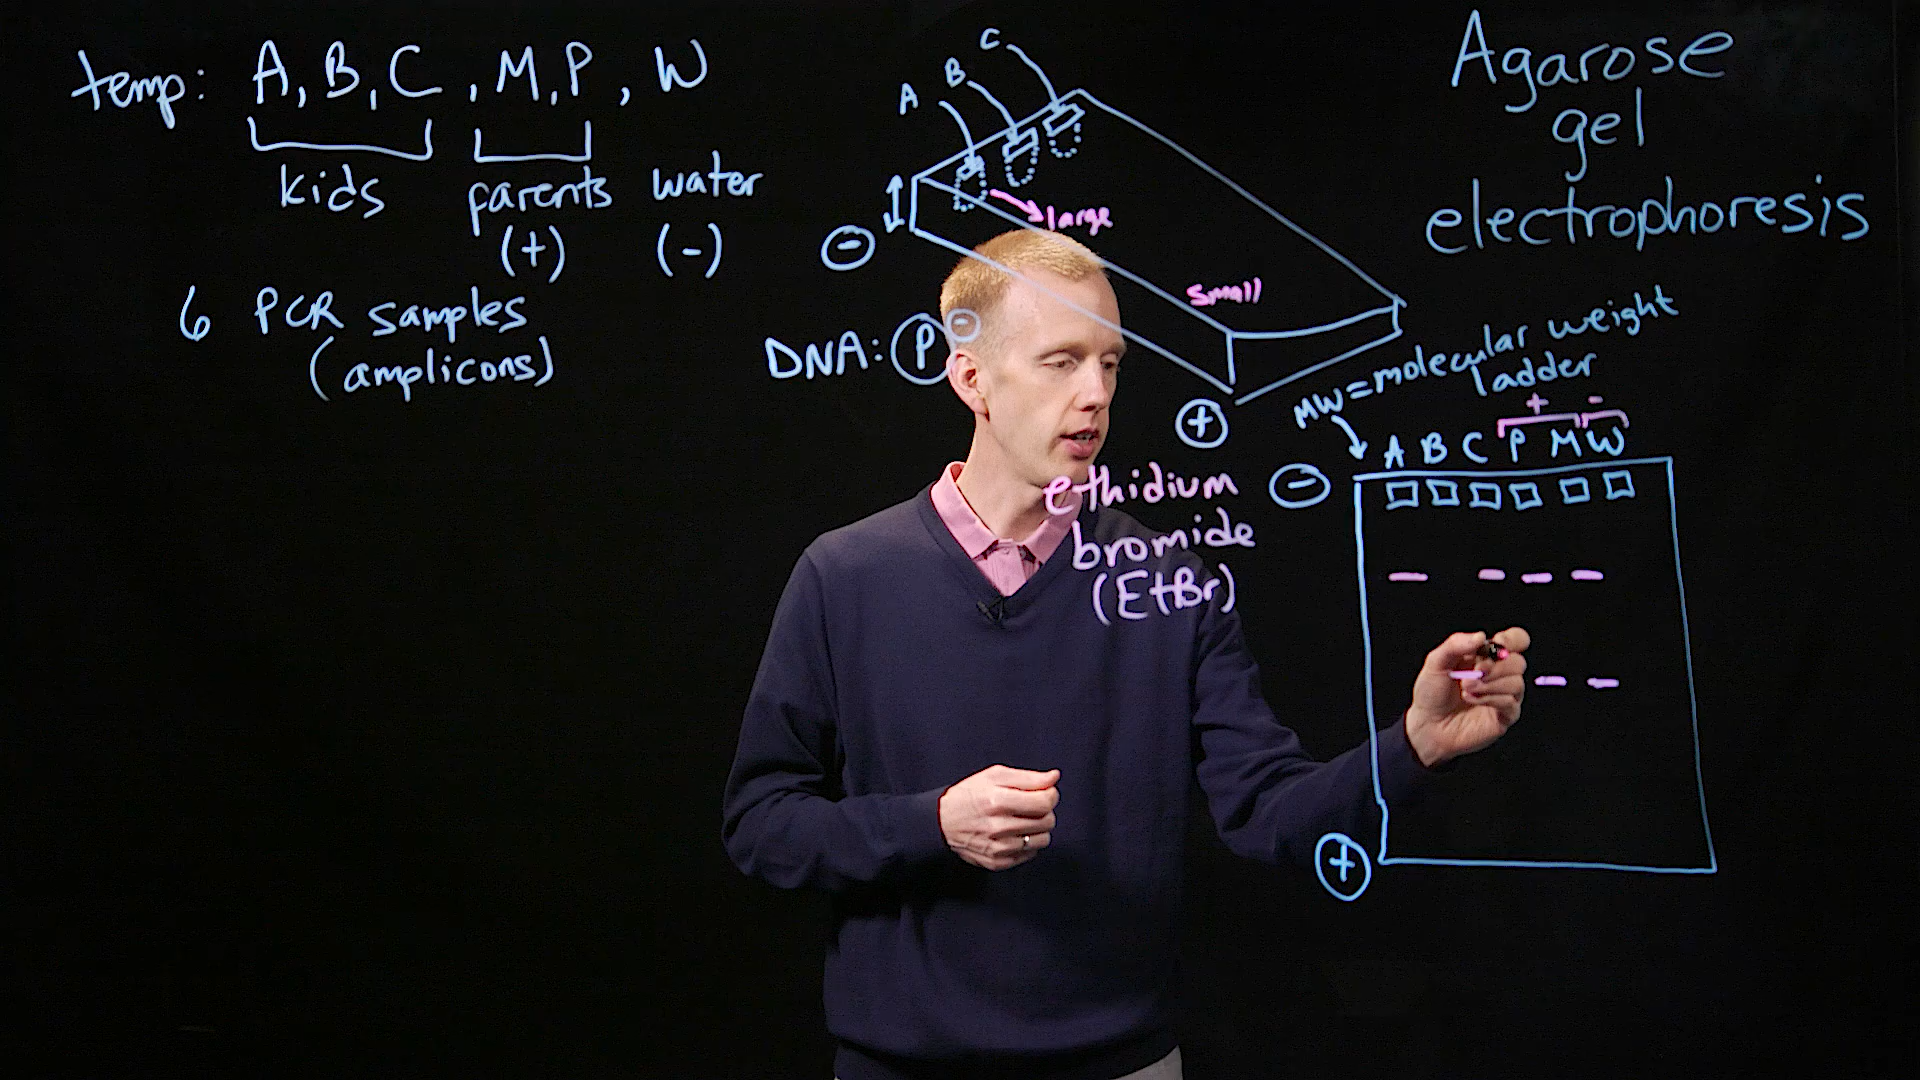 temp: A, B, C, M, P, W
kids parents water
(+) (-)
6 PCR samples
(amplicons)
A B C
large
small
-
DNA: P -
+
Agarose
gel
electrophoresis
MW = molecular weight
ladder
+ -
A B C P M W
-
+
ethidium
bromide
(EtBr)